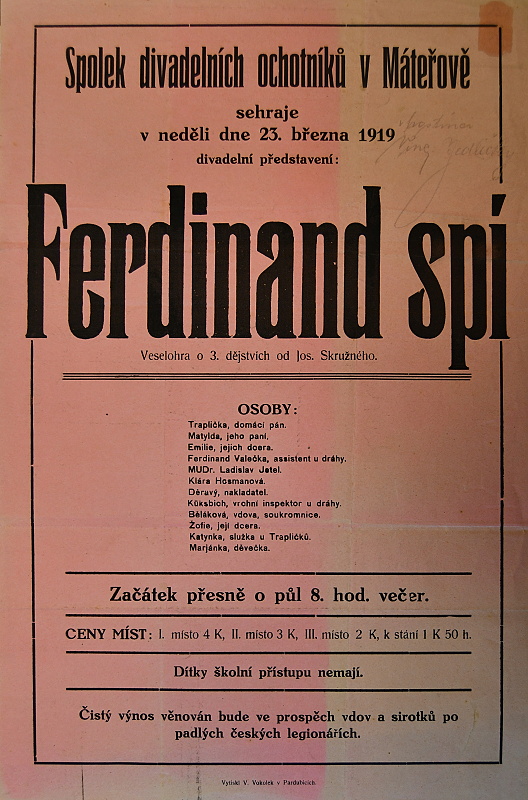 Spolek divadelních ochotníků v Máteřově
sehraje
v neděli dne 23. března 1919
divadelní představení:
Ferdinand spí
Veselohra o 3. dějstvích od Jos. Skružného.
OSOBY:
Traplička, domácí pán.
Matylda, jeho paní.
Emilie, jejich dcera.
Ferdinand Valečka, assistent u dráhy.
MUDr. Ladislav Jetel.
Klára Hosmanová.
Děravý, nakladatel.
Küksbich, vrchní inspektor u dráhy.
Běláková, vdova, soukromnice.
Žofie, její dcera.
Katynka, služka u Trapličků.
Marjánka, děvečka.
Začátek přesně o půl 8. hod. večer.
CENY MÍST: I. místo 4 K, II. místo 3 K, III. místo 2 K, k stání 1 K 50 h.
Dítky školní přístupu nemají.
Čistý výnos věnován bude ve prospěch vdov a sirotků po
padlých českých legionářích.
Vytiskl V. Vokolek v Pardubicích.